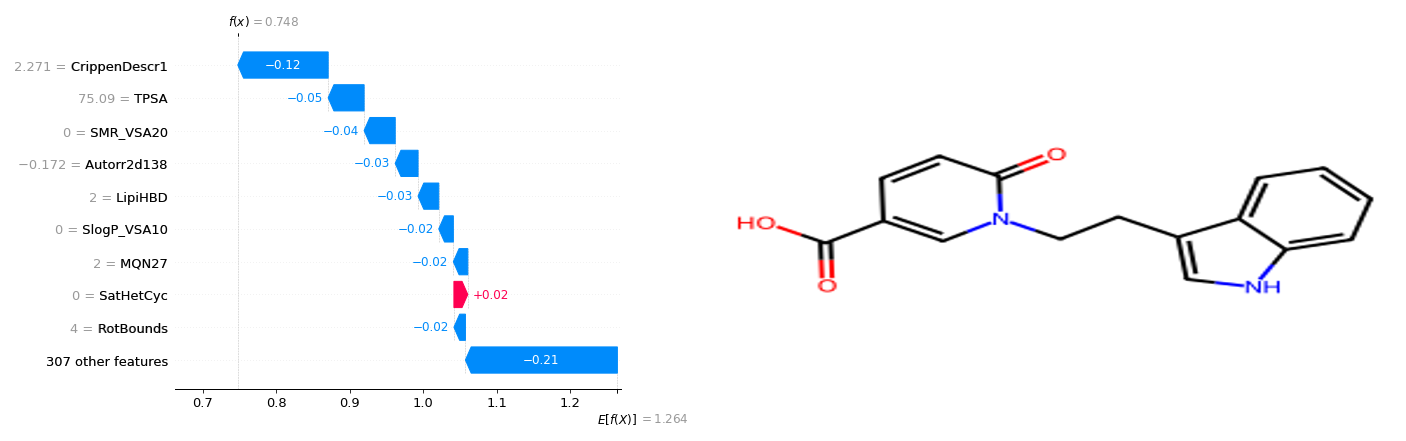 f(x) = 0.748
2.271 = CrippenDescr1
−0.12
75.09 = TPSA
−0.05
0 = SMR_VSA20
−0.04
−0.172 = Autorr2d138
−0.03
2 = LipiHBD
−0.03
0 = SlogP_VSA10
−0.02
2 = MQN27
−0.02
0 = SatHetCyc
+0.02
4 = RotBounds
−0.02
307 other features
−0.21
0.7 0.8 0.9 1.0 1.1 1.2
E[f(X)] = 1.264
O
HO
N
O
NH